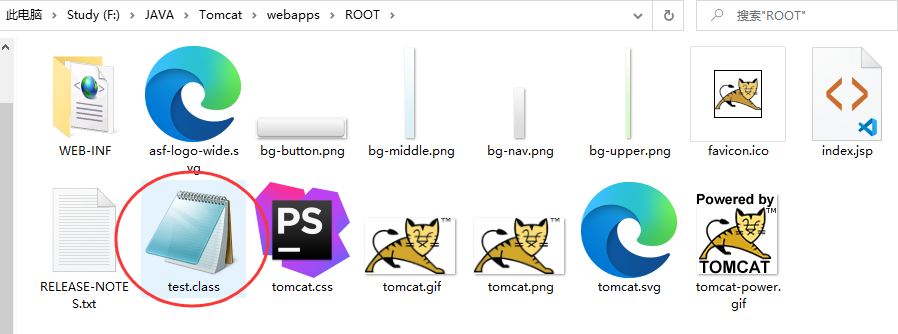 此电脑 > Study (F:) > JAVA > Tomcat > webapps > ROOT >
搜索"ROOT"
WEB-INF
asf-logo-wide.s
vg
bg-button.png
bg-middle.png
bg-nav.png
bg-upper.png
favicon.ico
index.jsp
RELEASE-NOTE
S.txt
test.class
PS
tomcat.css
TM
tomcat.gif
TM
tomcat.png
tomcat.svg
Powered by
TM
TOMCAT
tomcat-power.
gif